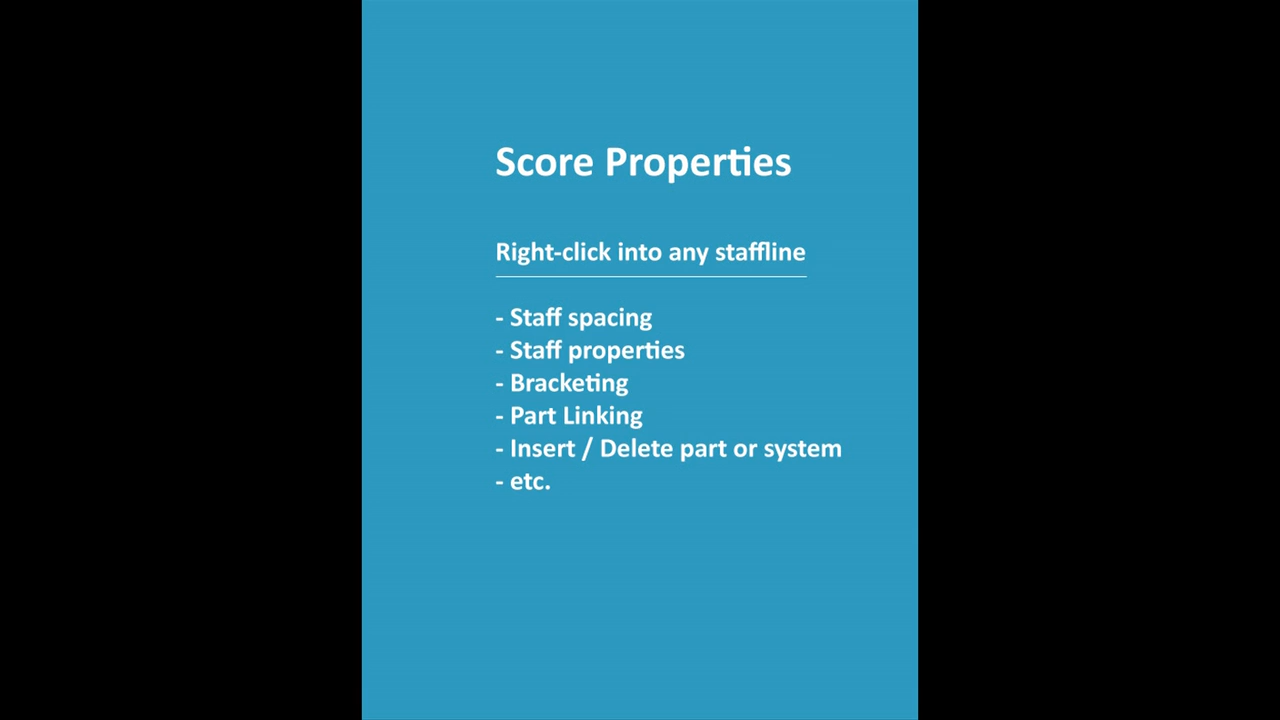 Score Properties
Right-click into any staffline
- Staff spacing
- Staff properties
- Bracketing
- Part Linking
- Insert / Delete part or system
- etc.